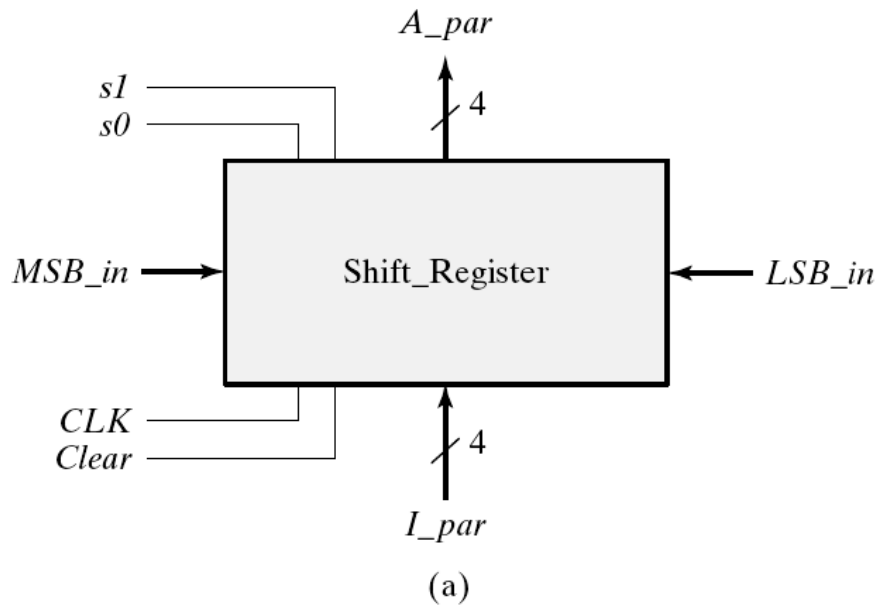 A_par
s1
4
s0
MSB_in
Shift_Register
LSB_in
CLK
4
Clear
I_par
(a)